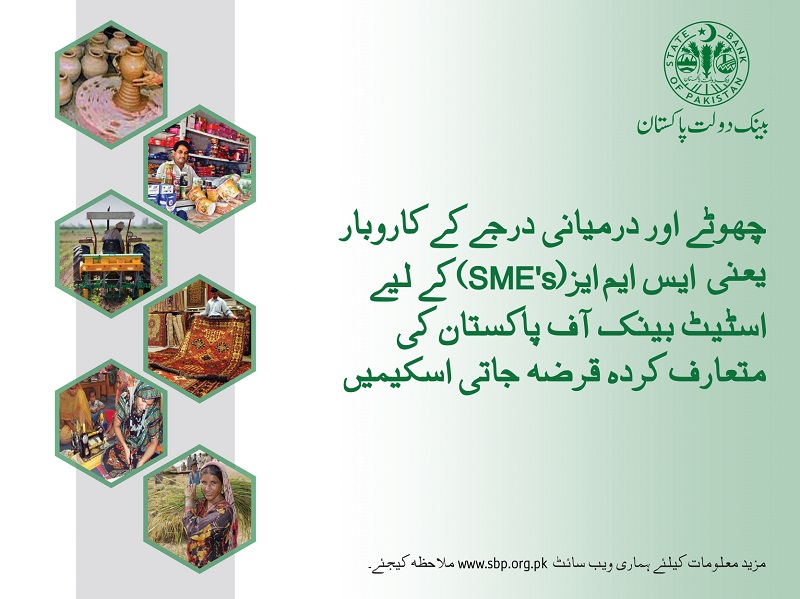 STATE BANK OF PAKISTAN
بینک دولت پاکستان
چھوٹے اور درمیانی درجے کے کاروبار
یعنی ایس ایم ایز(SME's) کے لیے
اسٹیٹ بینک آف پاکستان کی
متعارف کردہ قرضہ جاتی اسکیمیں
مزید معلومات کیلئے ہماری ویب سائٹ www.sbp.org.pk ملاحظہ کیجئے۔